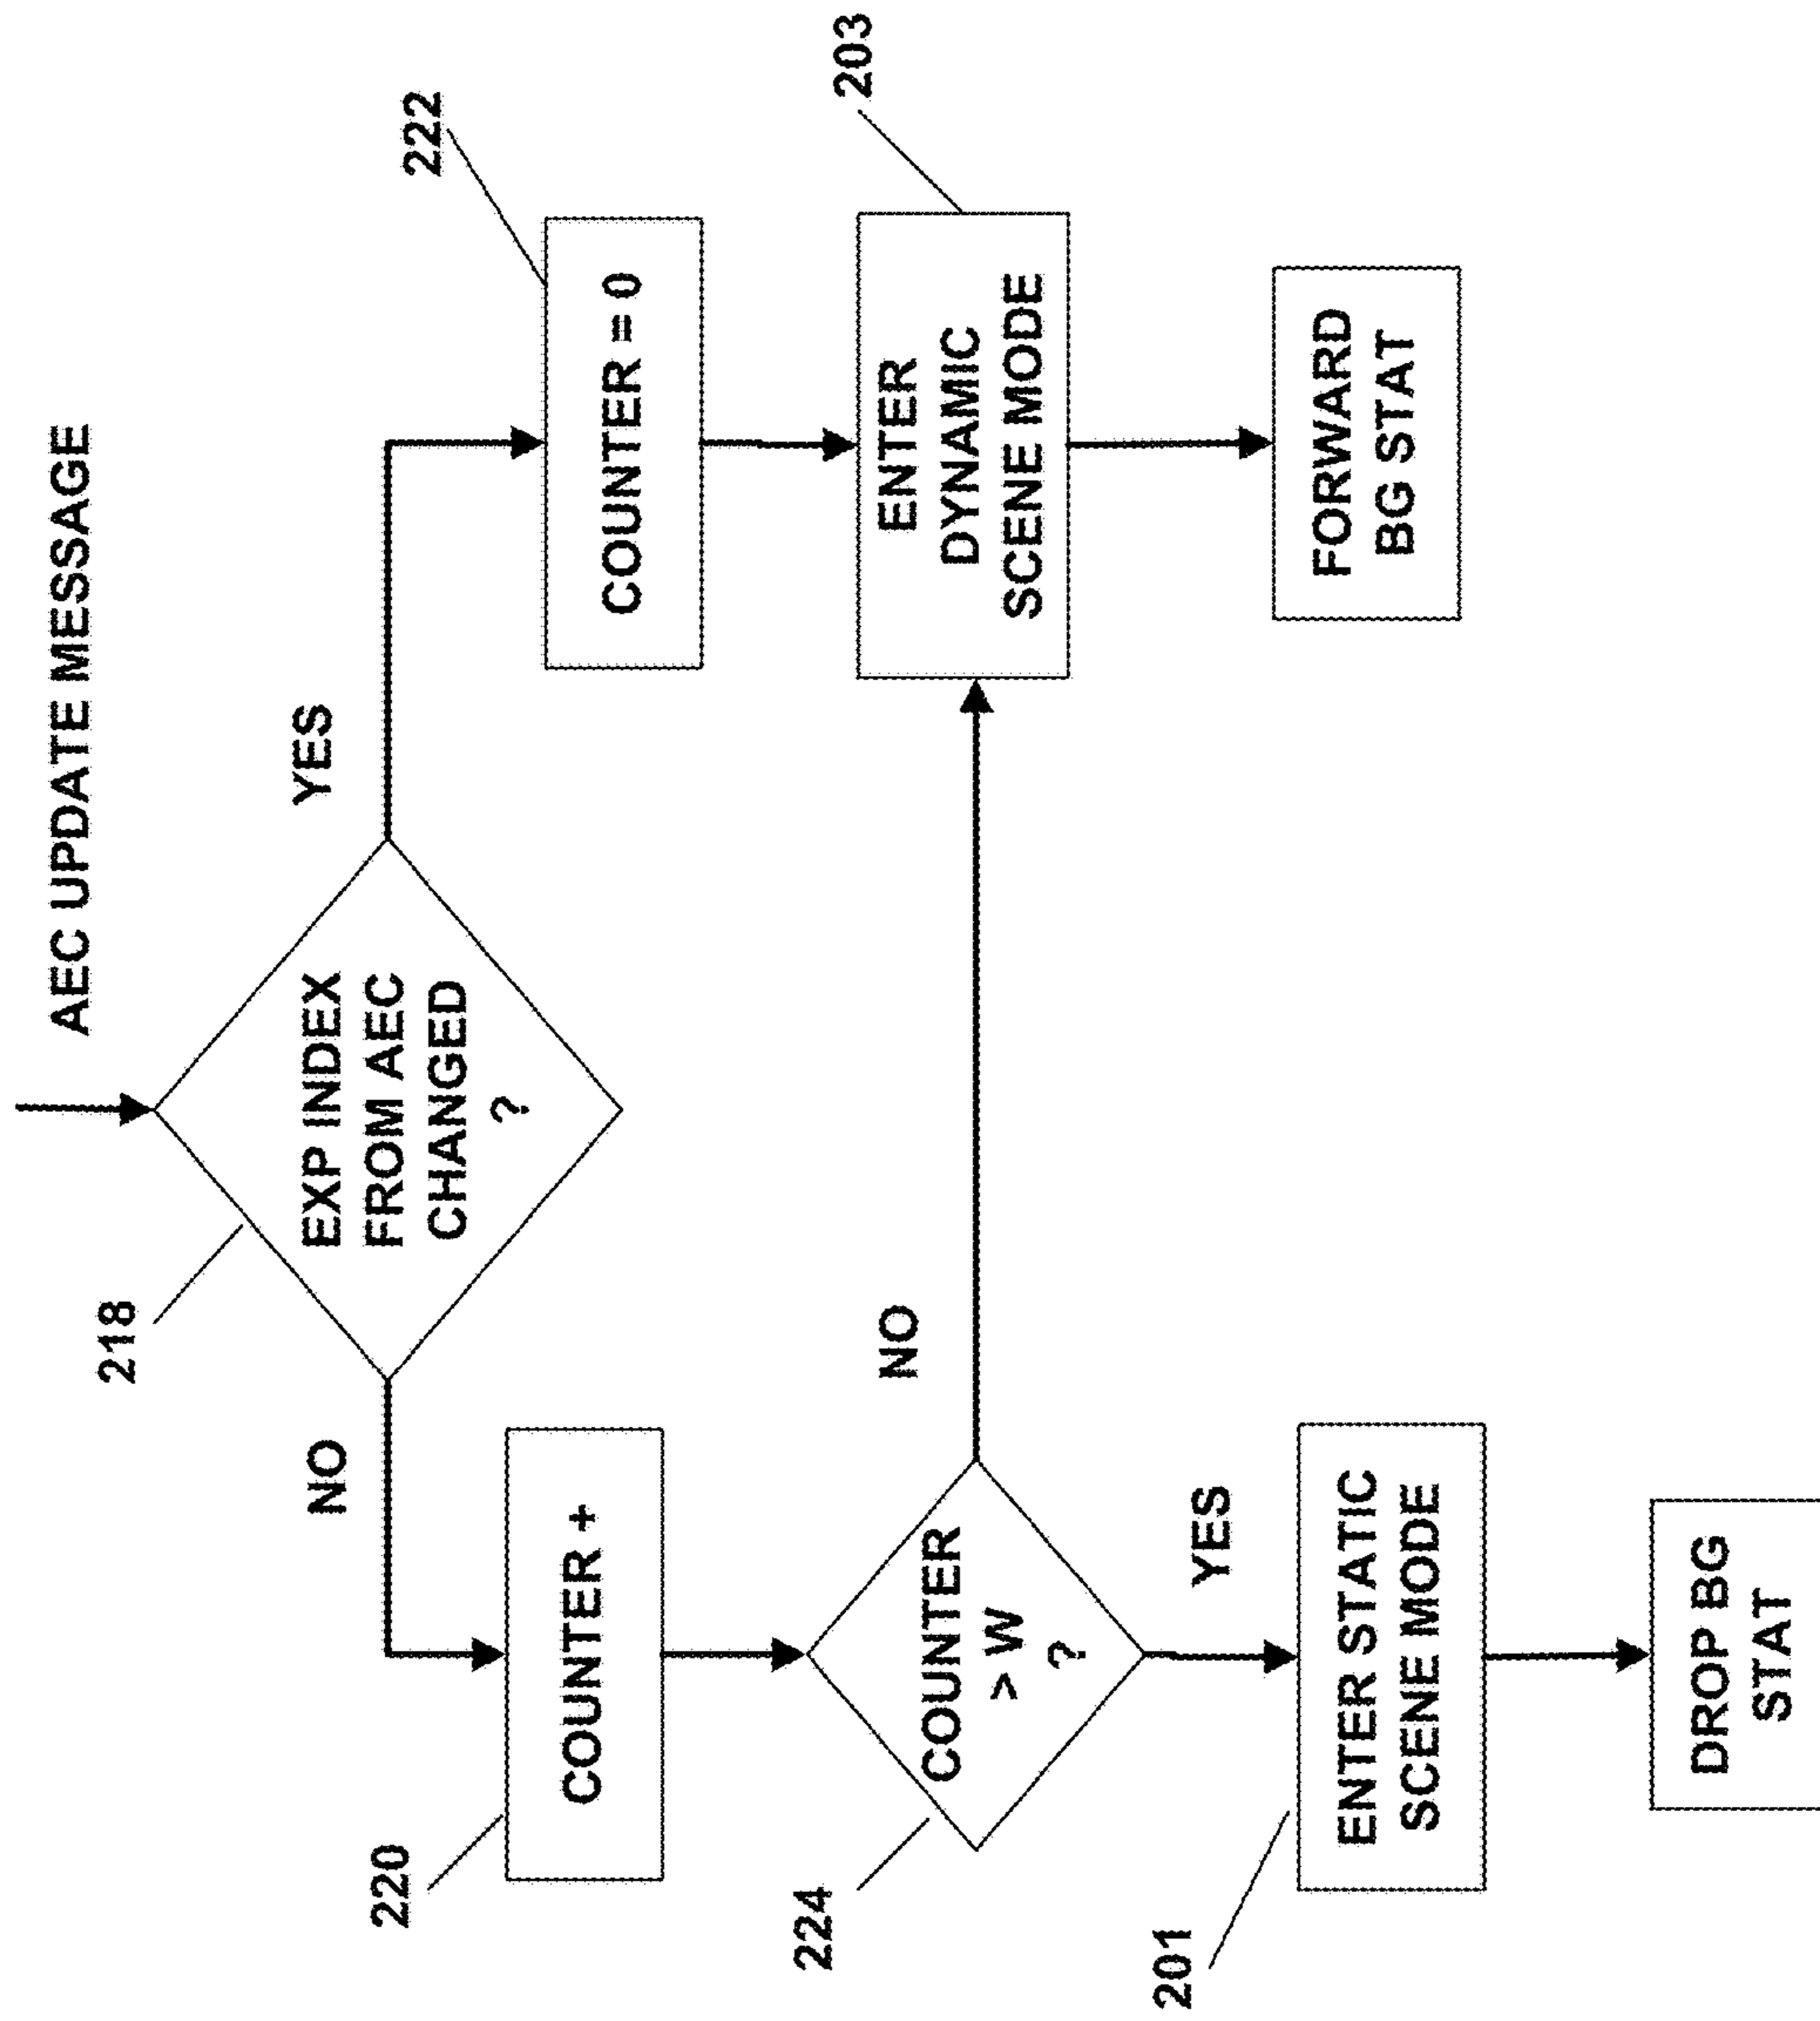 AEC UPDATE MESSAGE
218
EXP INDEX
FROM AEC
CHANGED
?
NO
YES
220
COUNTER +
222
COUNTER = 0
224
COUNTER
> W
?
NO
203
ENTER
DYNAMIC
SCENE MODE
YES
201
ENTER STATIC
SCENE MODE
FORWARD
BG STAT
DROP BG
STAT